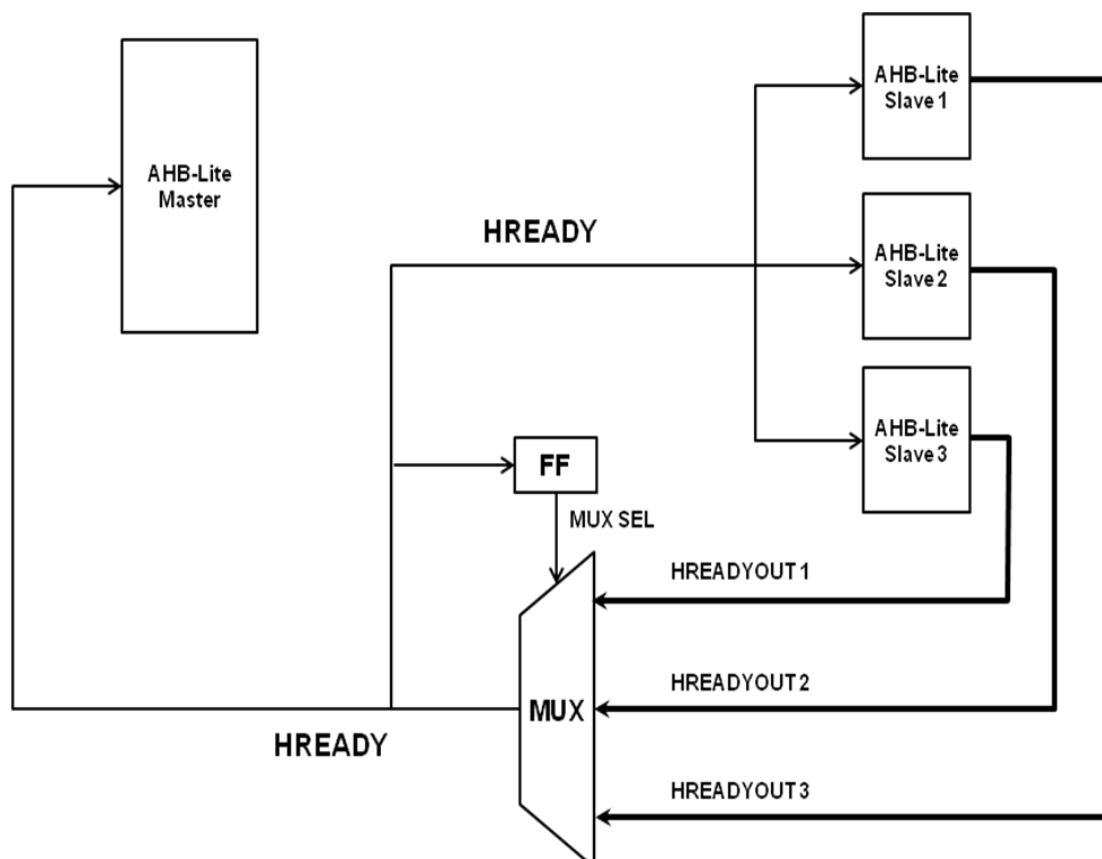 AHB-Lite
Master
AHB-Lite
Slave 1
HREADY
AHB-Lite
Slave 2
AHB-Lite
Slave 3
FF
MUX SEL
HREADYOUT 1
MUX
HREADYOUT 2
HREADY
HREADYOUT 3